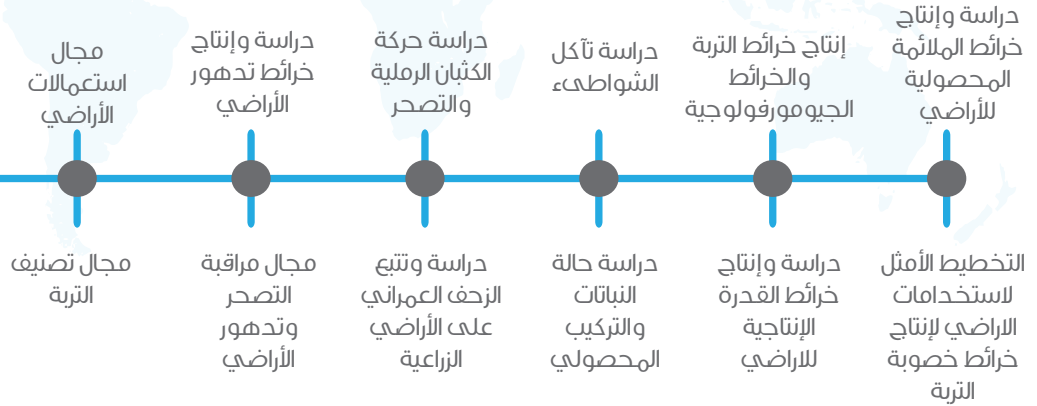 دراسة وإنتاج
خرائط الملائمة
المحصولية
للأراضي
إنتاج خرائط التربة
والخرائط
الجيومورفولوجية
دراسة تآكل
الشواطىء
دراسة حركة
الكثبان الرملية
والتصحر
دراسة وإنتاج
خرائط تدهور
الأراضي
مجال
استعمالات
الأراضي
التخطيط الأمثل
لاستخدامات
الاراضي لإنتاج
خرائط خصوبة
التربة
دراسة وإنتاج
خرائط القدرة
الإنتاجية
للاراضي
دراسة حالة
النباتات
والتركيب
المحصولي
دراسة وتتبع
الزحف العمراني
على الأراضي
الزراعية
مجال مراقبة
التصحر
وتدهور
الأراضي
مجال تصنيف
التربة